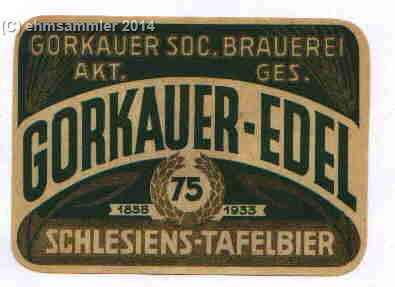 (C) ehmsammler 2014
GORKAUER SOC. BRAUEREI
AKT. GES.
GORKAUER-EDEL
75
1858 1933
SCHLESIENS-TAFELBIER